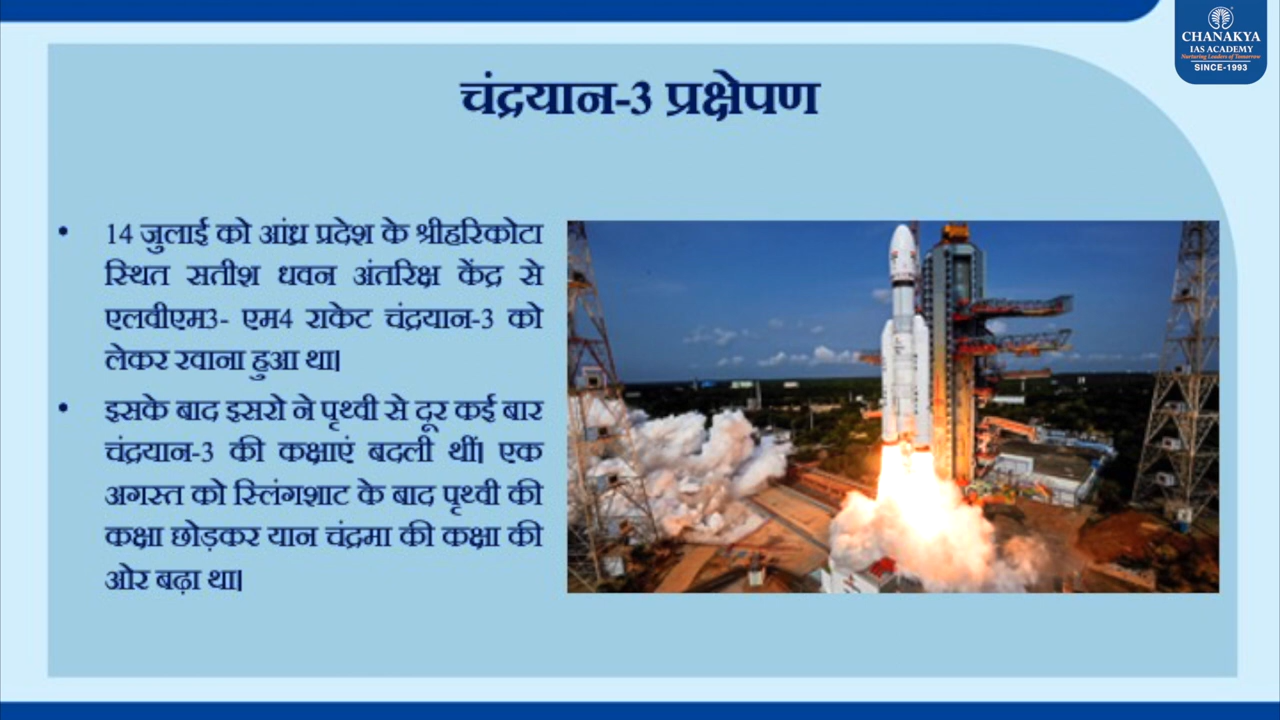 CHANAKYA
IAS ACADEMY
Nurturing Leaders of Tomorrow
SINCE-1993
चंद्रयान-3 प्रक्षेपण
• 14 जुलाई को आंध्र प्रदेश के श्रीहरिकोटा
स्थित सतीश धवन अंतरिक्ष केंद्र से
एलवीएम3- एम4 राकेट चंद्रयान-3 को
लेकर रवाना हुआ था।
• इसके बाद इसरो ने पृथ्वी से दूर कई बार
चंद्रयान-3 की कक्षाएं बदली थीं। एक
अगस्त को स्लिंगशाट के बाद पृथ्वी की
कक्षा छोड़कर यान चंद्रमा की कक्षा की
ओर बढ़ा था।